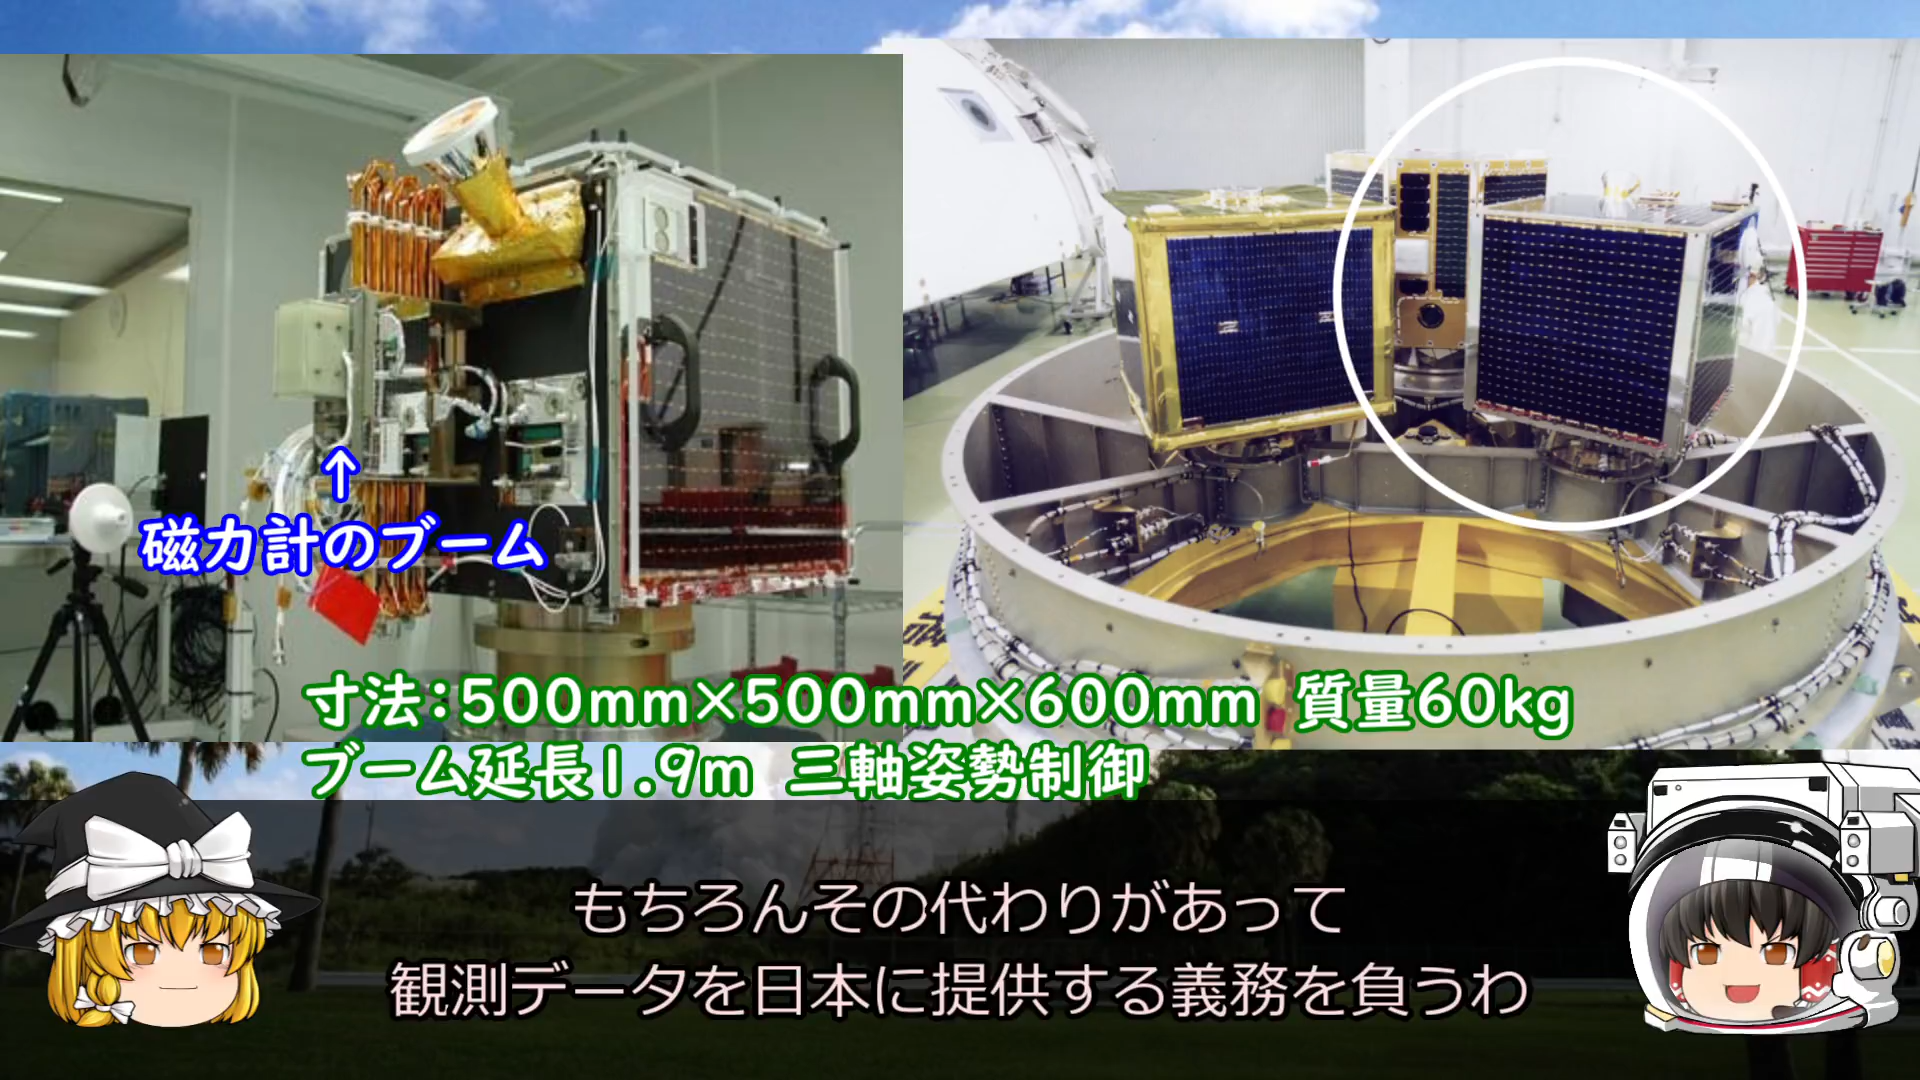 ↑
磁力計のブーム
寸法:500mm×500mm×600mm 質量60kg
ブーム延長1.9m 三軸姿勢制御
もちろんその代わりがあって
観測データを日本に提供する義務を負うわ